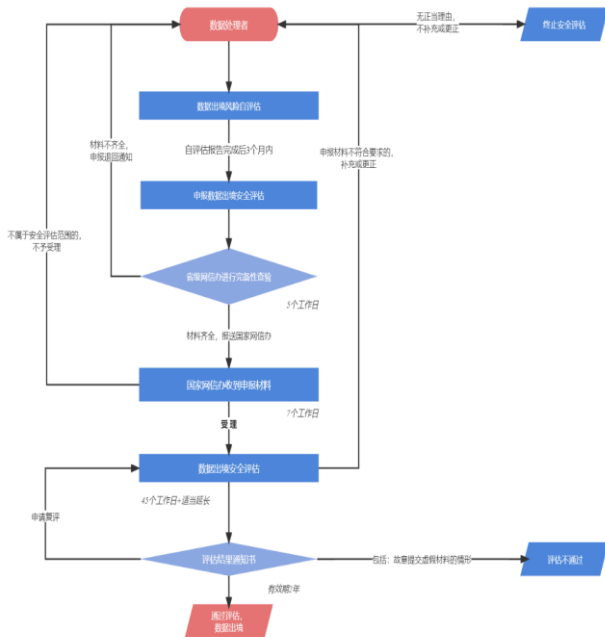 无正当理由,
不补充或更正
数据处理者
终止安全评估
数据出境风险自评估
材料不齐全,
申报退回通知
自评估报告完成后3个月内
申报材料不符合要求的,
补充或更正
申报数据出境安全评估
不属于安全评估范围的,
不予受理
省级网信办进行完备性查验
5个工作日
材料齐全，报送国家网信办
国家网信办收到申报材料
7个工作日
受 理
数据出境安全评估
45个工作日+适当延长
申请复评
评估结果通知书
包括：故意提交虚假材料的情形
评估不通过
有效期2年
通过评估,
数据出境